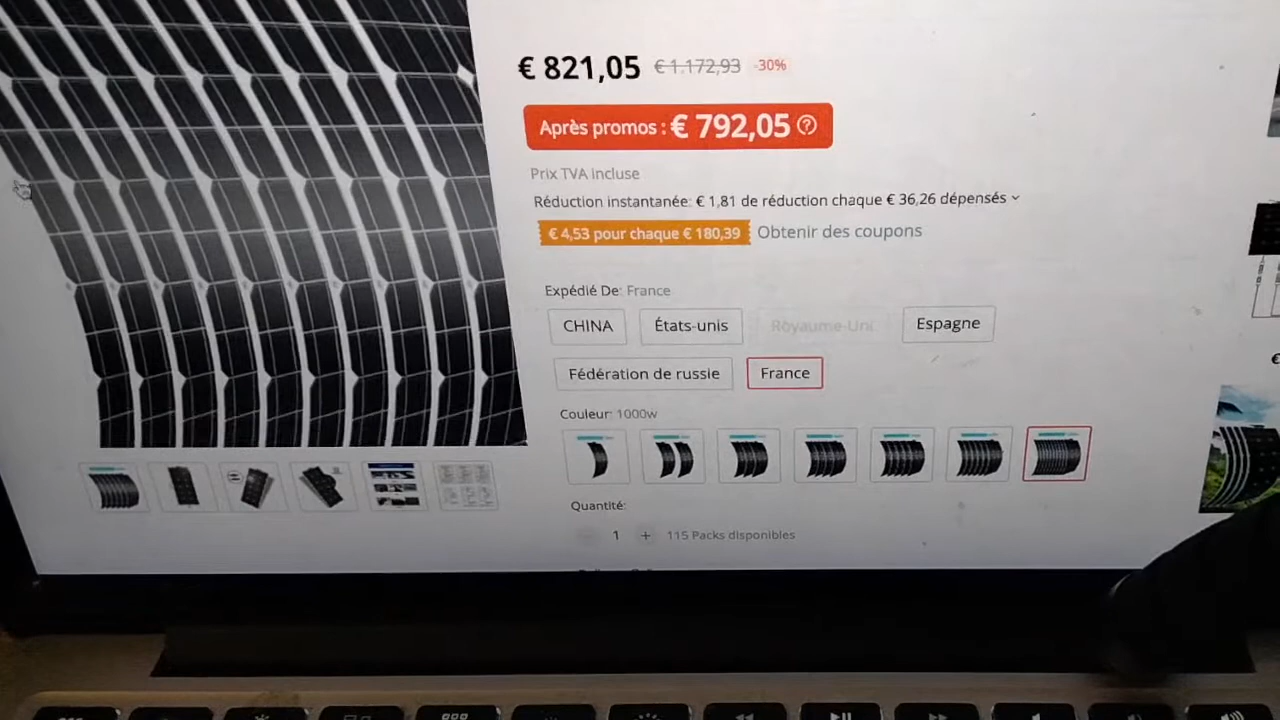 € 821,05 € 1.172,93 -30%
Après promos : € 792,05 ?
Prix TVA incluse
Réduction instantanée: € 1,81 de réduction chaque € 36,26 dépensés
€ 4,53 pour chaque € 180,39 Obtenir des coupons
Expédié De: France
CHINA États-unis Royaume-Uni Espagne
Fédération de russie France
Couleur: 1000w
Quantité:
1 + 115 Packs disponibles
€